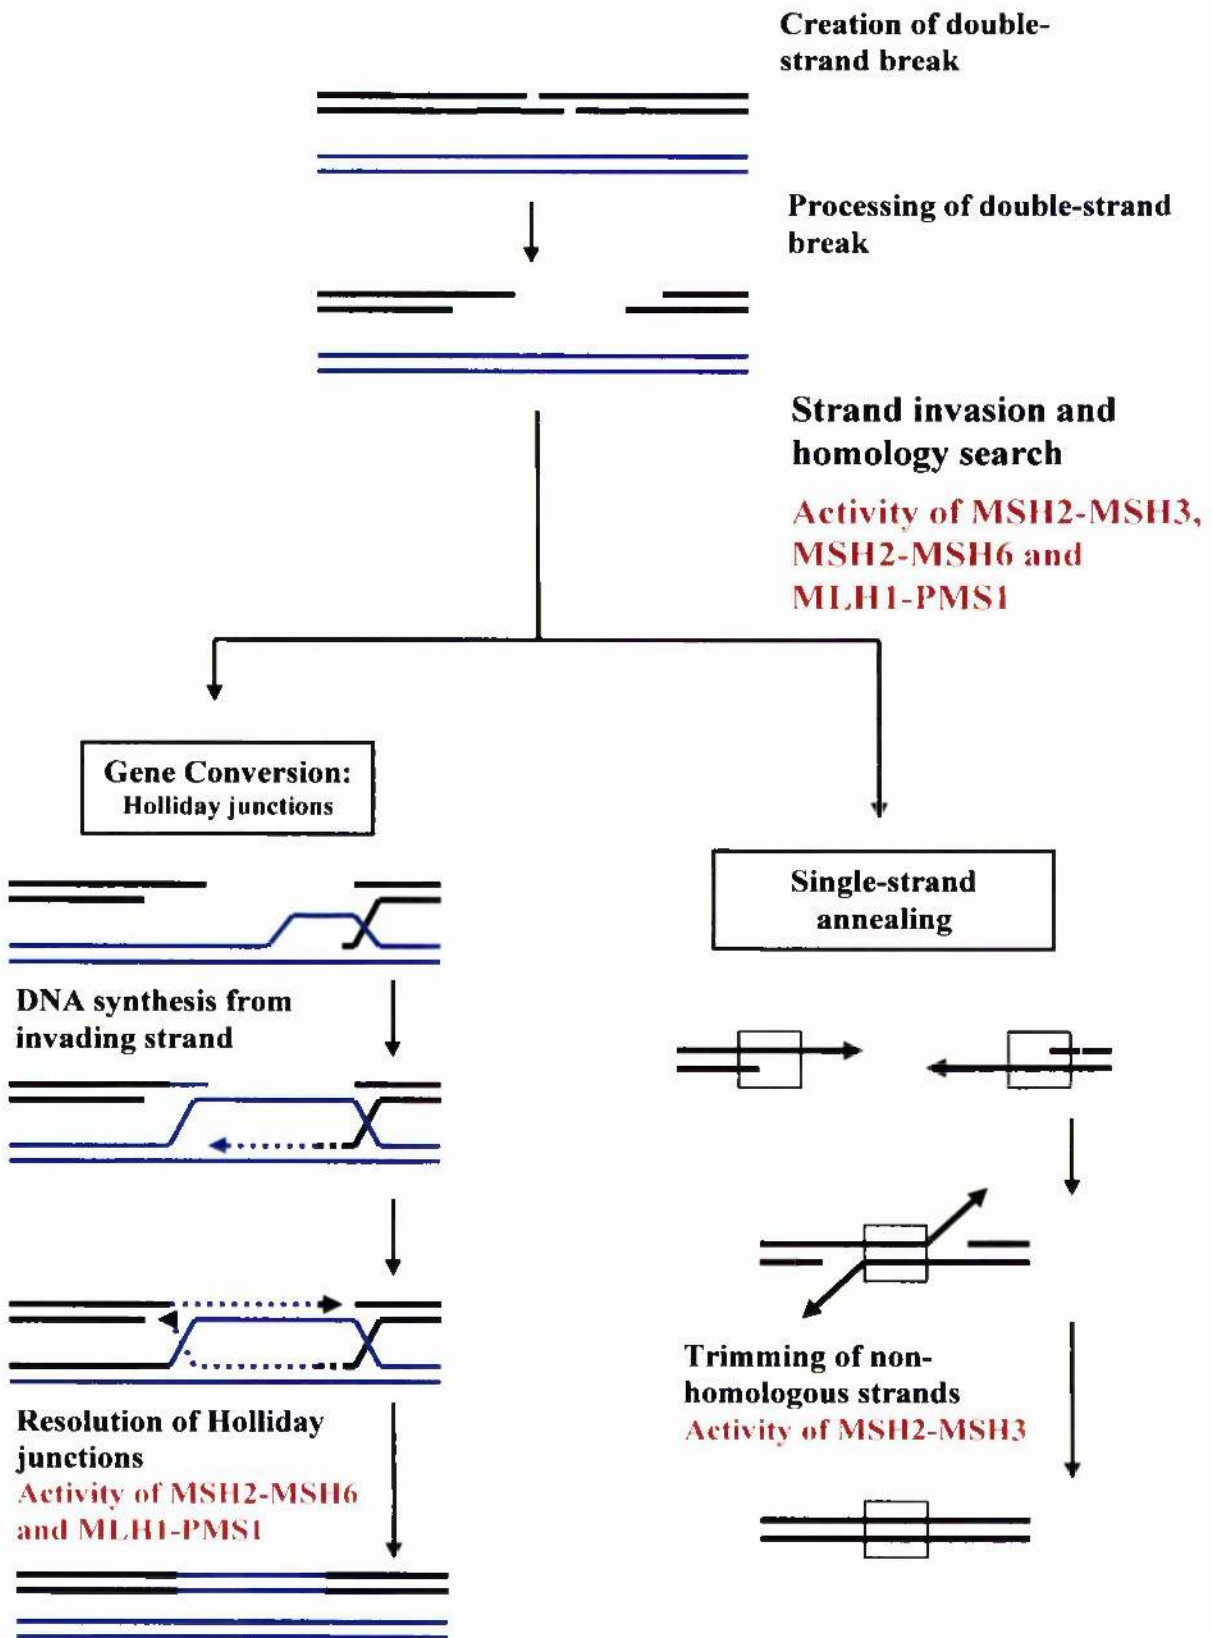 Creation of double-
strand break
Processing of double-strand
break
Strand invasion and
homology search
Activity of MSH2-MSH3,
MSH2-MSH6 and
MLH1-PMS1
Gene Conversion:
Holliday junctions
Single-strand
annealing
DNA synthesis from
invading strand
Trimming of non-
homologous strands
Activity of MSH2-MSH3
Resolution of Holliday
junctions
Activity of MSH2-MSH6
and MLH1-PMS1